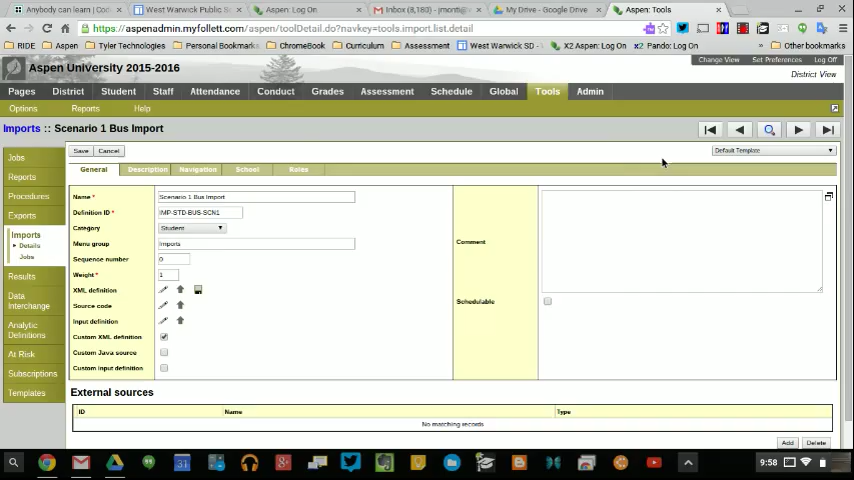 Anybody can learn | Code
West Warwick Public Sc
Aspen: Log On
Inbox (8,180) - jmonti@
My Drive - Google Drive
Aspen: Tools
https://aspenadmin.myfollett.com/aspen/toolDetail.do?navkey=tools.import.list.detail
RIDE Aspen Tyler Technologies Personal Bookmarks ChromeBook Curriculum Assessment West Warwick SD - X2 Aspen: Log On Pando: Log On Other bookmarks
Aspen University 2015-2016
Change View Set Preferences Log Off
District View
Pages District Student Staff Attendance Conduct Grades Assessment Schedule Global Tools Admin
Options Reports Help
Imports :: Scenario 1 Bus Import
Default Template
Save Cancel
General Description Navigation School Rules
Jobs
Reports
Procedures
Exports
Imports
Details
Jobs
Results
Data Interchange
Analytic Definitions
At Risk
Subscriptions
Templates
Name * Scenario 1 Bus Import
Definition ID * IMP-STD-BUS-SCN1
Category Student
Menu group Imports
Sequence number 0
Weight * 1
XML definition
Source code
Input definition
Custom XML definition
Custom Java source
Custom input definition
Comment
Schedulable
External sources
ID Name Type
No matching records
Add Delete
9:58